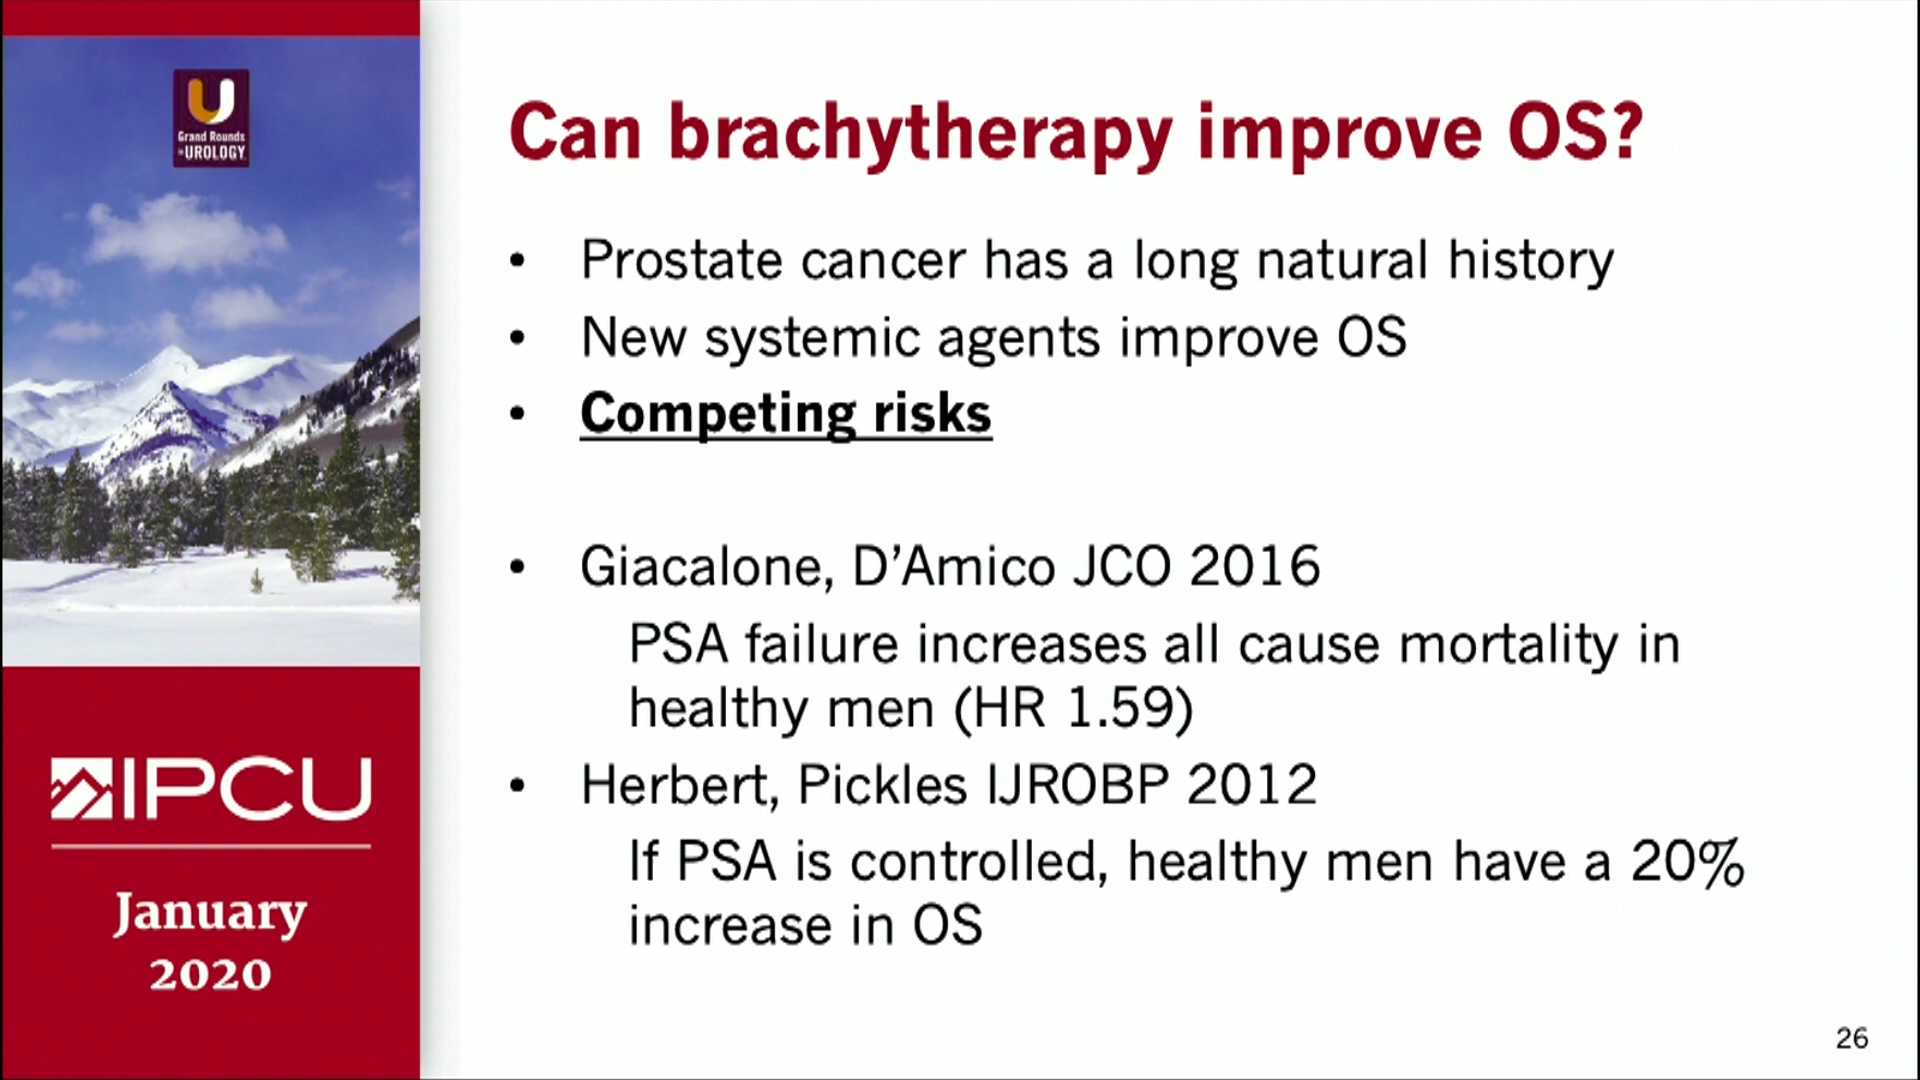 U
Grand Rounds
in UROLOGY
IPCU
January
2020
Can brachytherapy improve OS?
• Prostate cancer has a long natural history
• New systemic agents improve OS
• Competing risks
• Giacalone, D’Amico JCO 2016
PSA failure increases all cause mortality in
healthy men (HR 1.59)
• Herbert, Pickles IJROBP 2012
If PSA is controlled, healthy men have a 20%
increase in OS
26